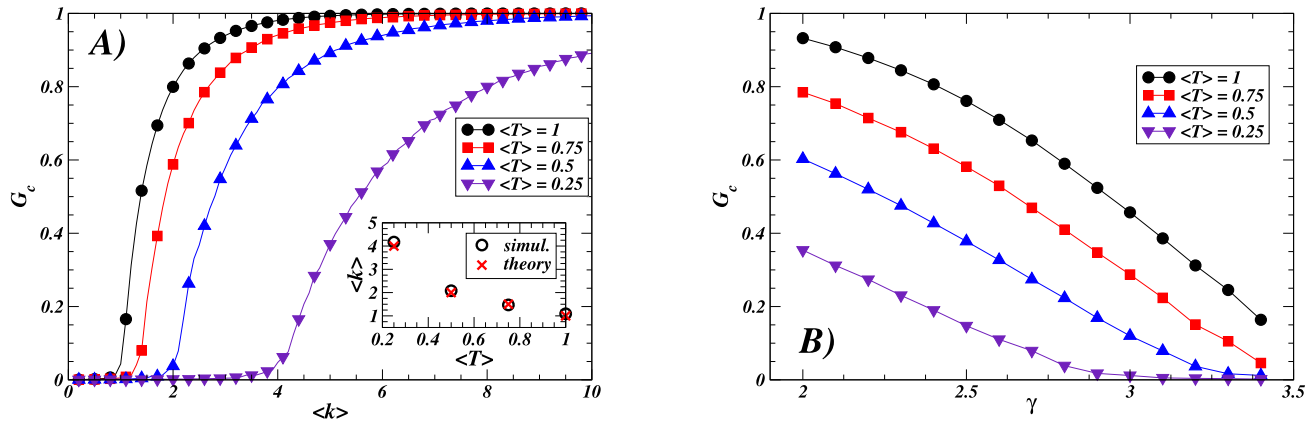 A)
G_c
1
0.8
0.6
0.4
0.2
0
0 2 4 6 8 10
<k>
<T> = 1
<T> = 0.75
<T> = 0.5
<T> = 0.25
<k>
5
4
3
2
1
0.2 0.4 0.6 0.8 1
<T>
simul.
theory
B)
G_c
1
0.8
0.6
0.4
0.2
0
2 2.5 3 3.5
γ
<T> = 1
<T> = 0.75
<T> = 0.5
<T> = 0.25